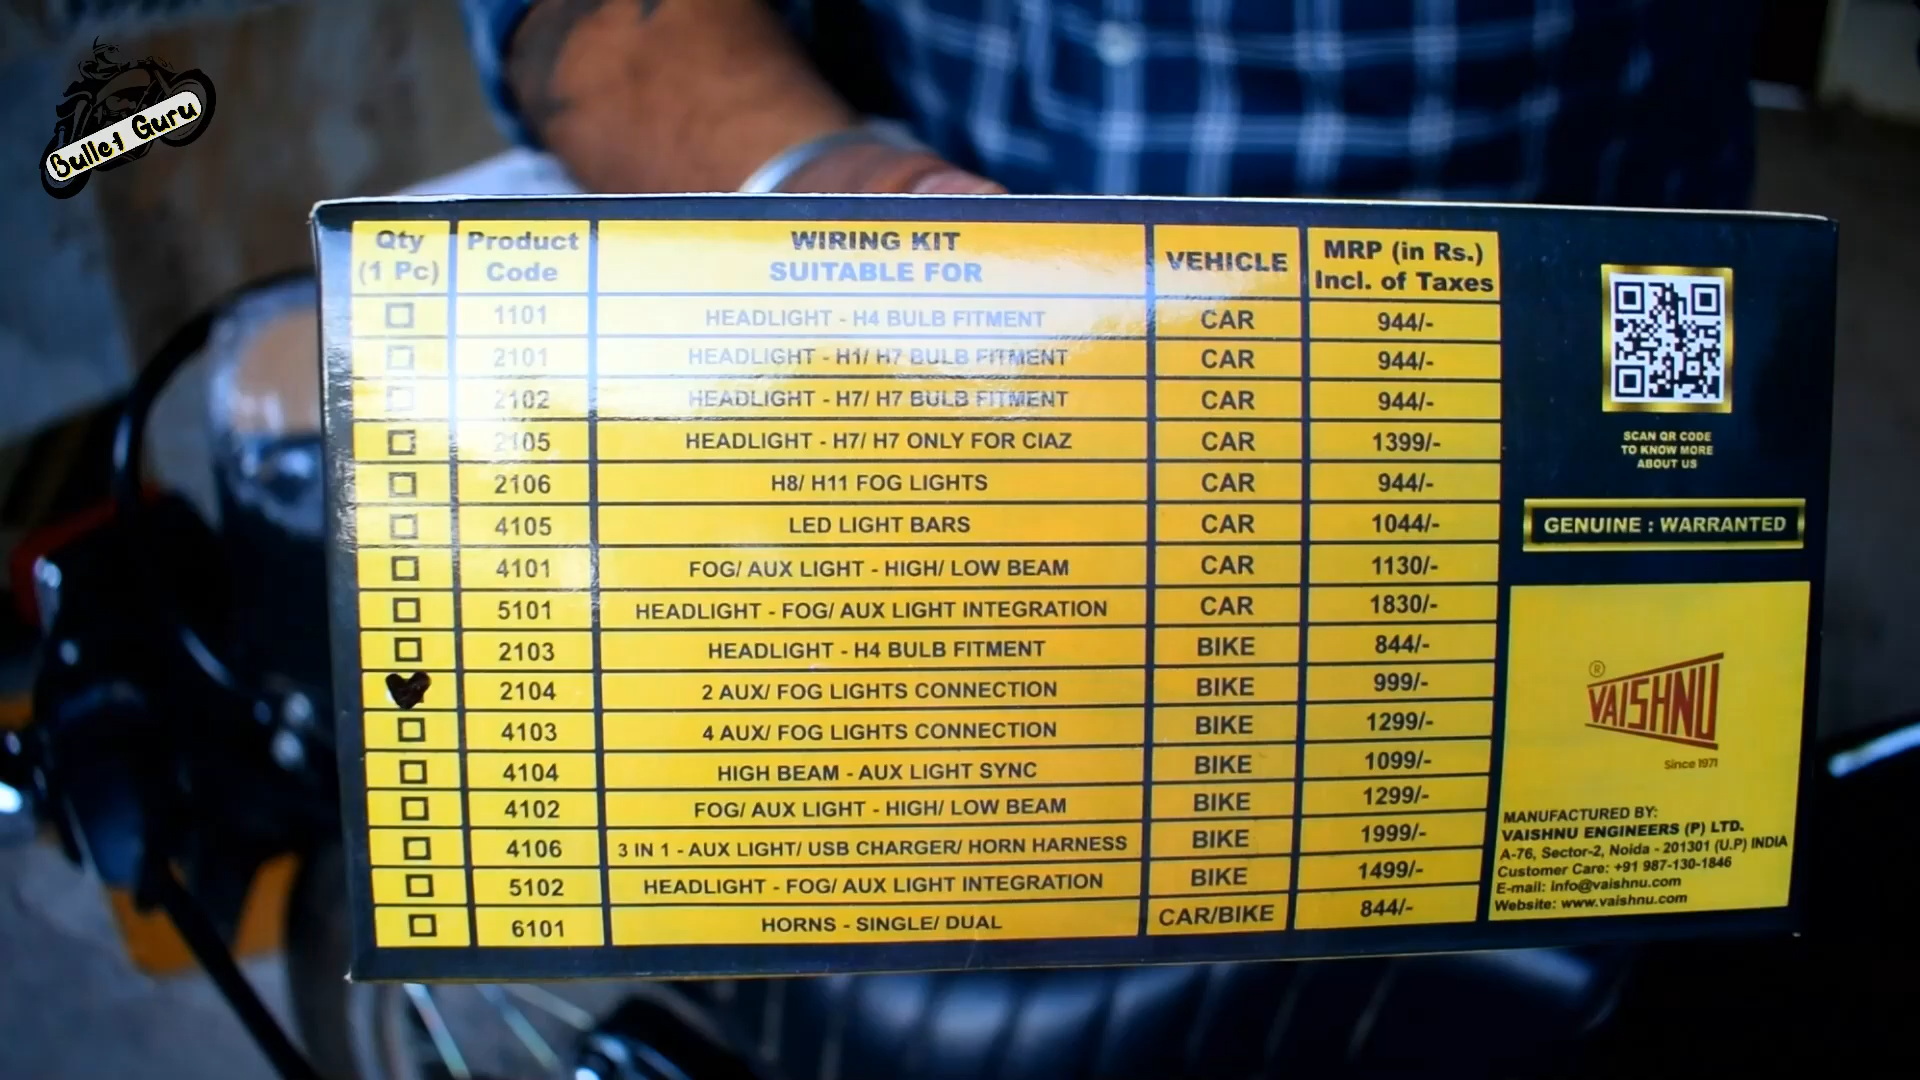 Bullet Guru
Qty (1 Pc) Product Code WIRING KIT SUITABLE FOR VEHICLE MRP (in Rs.) Incl. of Taxes
1101 HEADLIGHT - H4 BULB FITMENT CAR 944/-
2101 HEADLIGHT - H1/ H7 BULB FITMENT CAR 944/-
2102 HEADLIGHT - H7/ H7 BULB FITMENT CAR 944/-
2105 HEADLIGHT - H7/ H7 ONLY FOR CIAZ CAR 1399/-
2106 H8/ H11 FOG LIGHTS CAR 944/-
4105 LED LIGHT BARS CAR 1044/-
4101 FOG/ AUX LIGHT - HIGH/ LOW BEAM CAR 1130/-
5101 HEADLIGHT - FOG/ AUX LIGHT INTEGRATION CAR 1830/-
2103 HEADLIGHT - H4 BULB FITMENT BIKE 844/-
2104 2 AUX/ FOG LIGHTS CONNECTION BIKE 999/-
4103 4 AUX/ FOG LIGHTS CONNECTION BIKE 1299/-
4104 HIGH BEAM - AUX LIGHT SYNC BIKE 1099/-
4102 FOG/ AUX LIGHT - HIGH/ LOW BEAM BIKE 1299/-
4106 3 IN 1 - AUX LIGHT/ USB CHARGER/ HORN HARNESS BIKE 1999/-
5102 HEADLIGHT - FOG/ AUX LIGHT INTEGRATION BIKE 1499/-
6101 HORNS - SINGLE/ DUAL CAR/BIKE 844/-
SCAN QR CODE
TO KNOW MORE
ABOUT US
GENUINE : WARRANTED
®
VAISHNU
Since 1971
MANUFACTURED BY:
VAISHNU ENGINEERS (P) LTD.
A-76, Sector-2, Noida - 201301 (U.P) INDIA
Customer Care: +91 987-130-1846
E-mail: info@vaishnu.com
Website: www.vaishnu.com